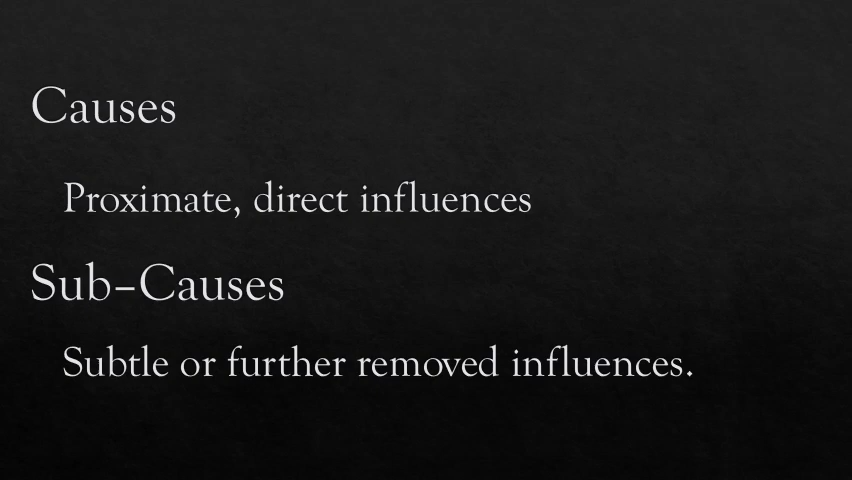 Causes
Proximate, direct influences
Sub–Causes
Subtle or further removed influences.